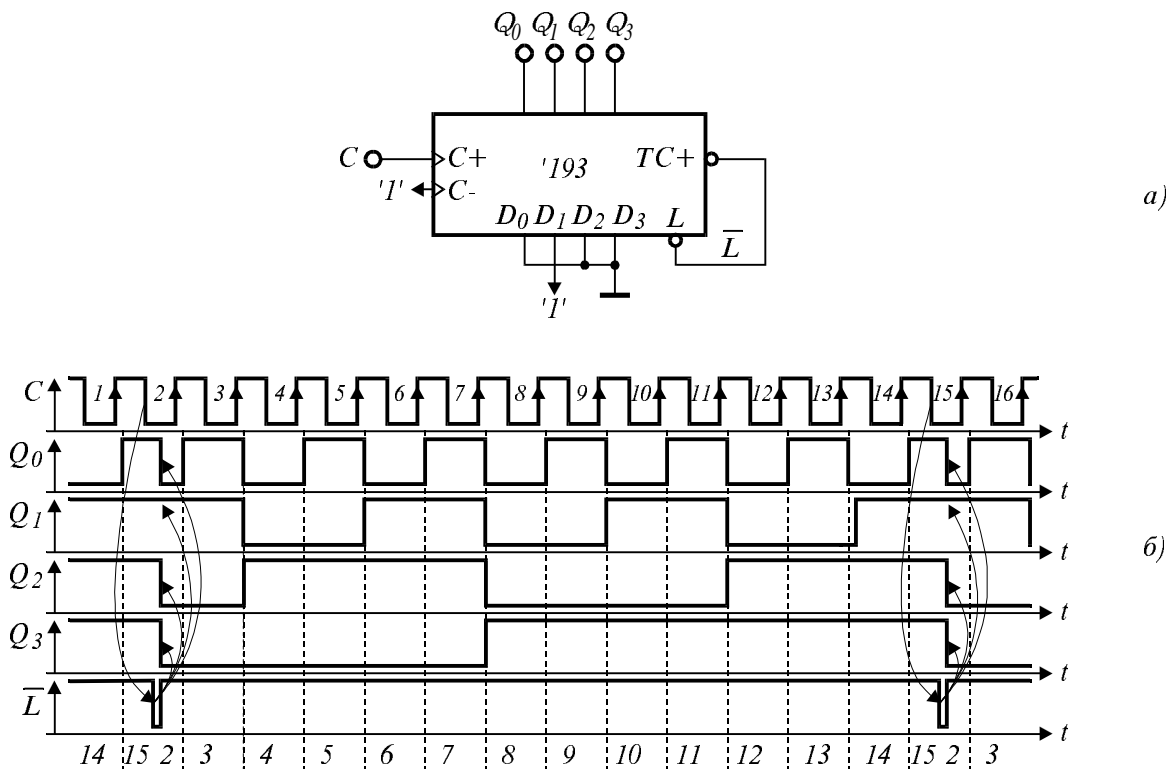 Q0 Q1 Q2 Q3
C C+ '193 TC+
'1' C-
D0 D1 D2 D3 L
L̅
'1'
а)
C 1 2 3 4 5 6 7 8 9 10 11 12 13 14 15 16
t
Q0
t
Q1
t
Q2
t
Q3
t
L̅
t
14 15 2 3 4 5 6 7 8 9 10 11 12 13 14 15 2 3
б)